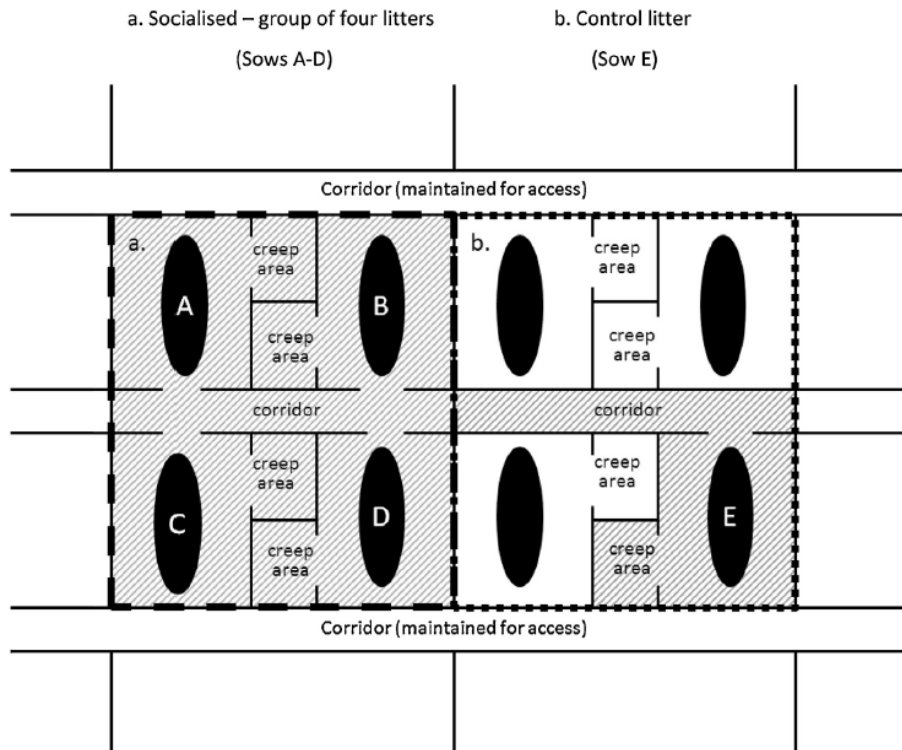 a. Socialised – group of four litters
(Sows A-D)
b. Control litter
(Sow E)
Corridor (maintained for access)
a.
A
creep
area
creep
area
B
b.
creep
area
creep
area
corridor
corridor
C
creep
area
creep
area
D
creep
area
creep
area
E
Corridor (maintained for access)